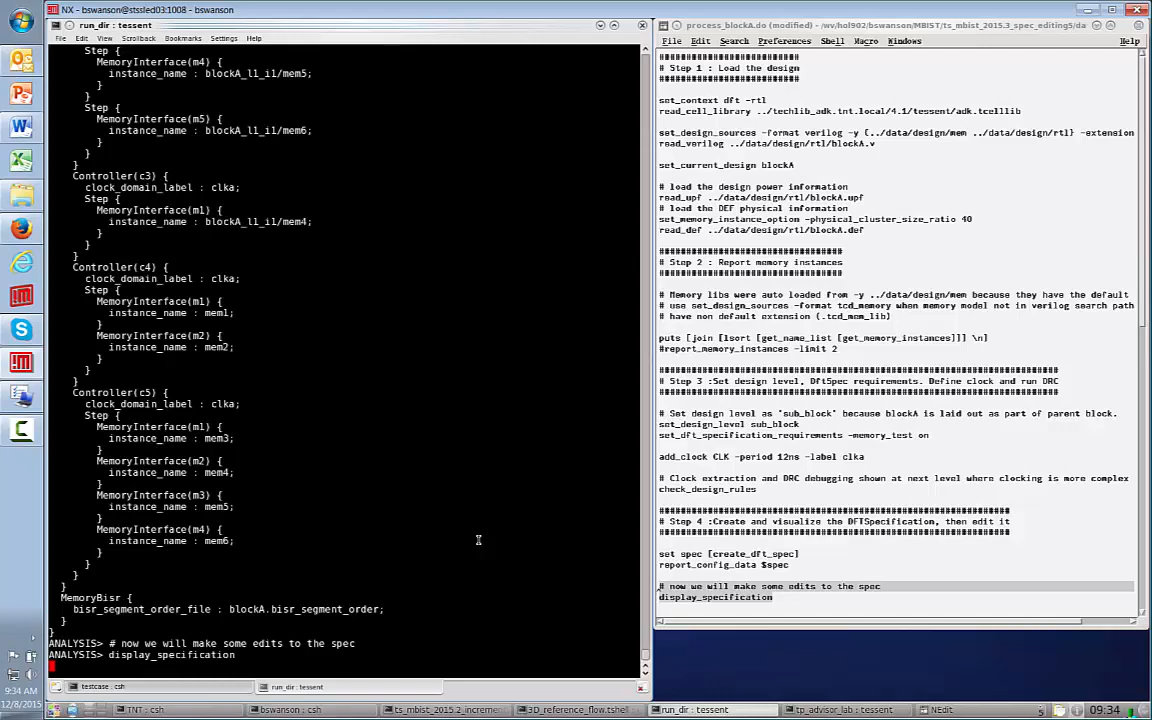 NX - bswanson@stssled03:1008 - bswanson
run_dir : tessent
File Edit View Scrollback Bookmarks Settings Help
Step {
MemoryInterface(m4) {
instance_name : blockA_l1_i1/mem5;
}
}
Step {
MemoryInterface(m5) {
instance_name : blockA_l1_i1/mem6;
}
}
}
Controller(c3) {
clock_domain_label : clka;
Step {
MemoryInterface(m1) {
instance_name : blockA_l1_i1/mem4;
}
}
}
Controller(c4) {
clock_domain_label : clka;
Step {
MemoryInterface(m1) {
instance_name : mem1;
}
MemoryInterface(m2) {
instance_name : mem2;
}
}
}
Controller(c5) {
clock_domain_label : clka;
Step {
MemoryInterface(m1) {
instance_name : mem3;
}
MemoryInterface(m2) {
instance_name : mem4;
}
MemoryInterface(m3) {
instance_name : mem5;
}
MemoryInterface(m4) {
instance_name : mem6;
}
}
}
}
MemoryBisr {
bisr_segment_order_file : blockA.bisr_segment_order;
}
}
ANALYSIS> # now we will make some edits to the spec
ANALYSIS> display_specification
testcase : csh
run_dir : tessent
process_blockA.do (modified) - /wv/hol902/bswanson/MBIST/ts_mbist_2015.3_spec_editing5/da
File Edit Search Preferences Shell Macro Windows Help
##########################
# Step 1 : Load the design
##########################
set_context dft -rtl
read_cell_library ../techlib_adk.tnt.local/4.1/tessent/adk.tcelllib
set_design_sources -format verilog -y {../data/design/mem ../data/design/rtl} -extension
read_verilog ../data/design/rtl/blockA.v
set_current_design blockA
# load the design power information
read_upf ../data/design/rtl/blockA.upf
# load the DEF physical information
set_memory_instance_option -physical_cluster_size_ratio 40
read_def ../data/design/rtl/blockA.def
##################################
# Step 2 : Report memory instances
##################################
# Memory libs were auto loaded from -y ../data/design/mem because they have the default
# use set_design_sources -format tcd_memory when memory model not in verilog search path
# have non default extension (.tcd_mem_lib)
puts [join [lsort [get_name_list [get_memory_instances]]] \n]
#report_memory_instances -limit 2
##########################################################################
# Step 3 :Set design level, DftSpec requirements. Define clock and run DRC
##########################################################################
# Set design level as 'sub_block' because blockA is laid out as part of parent block.
set_design_level sub_block
set_dft_specification_requirements -memory_test on
add_clock CLK -period 12ns -label clka
# Clock extraction and DRC debugging shown at next level where clocking is more complex
check_design_rules
#################################################################
# Step 4 :Create and visualize the DFTSpecification, then edit it
#################################################################
set spec [create_dft_spec]
report_config_data $spec
# now we will make some edits to the spec
display_specification
9:34 AM
12/8/2015
TNT : csh
bswanson : csh
ts_mbist_2015.2_increment
3D_reference_flow.tshell
run_dir : tessent
tp_advisor_lab : tessent
NEdit
5
09:34